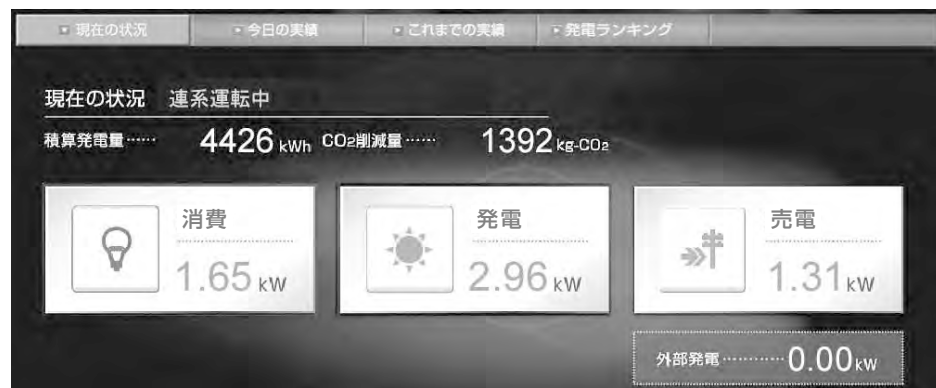 現在の状況 今日の実績 これまでの実績 発電ランキング
現在の状況 連系運転中
積算発電量…… 4426 kWh CO2削減量…… 1392 kg-CO2
消費 発電 売電
1.65 kW 2.96 kW 1.31 kW
外部発電………… 0.00 kW